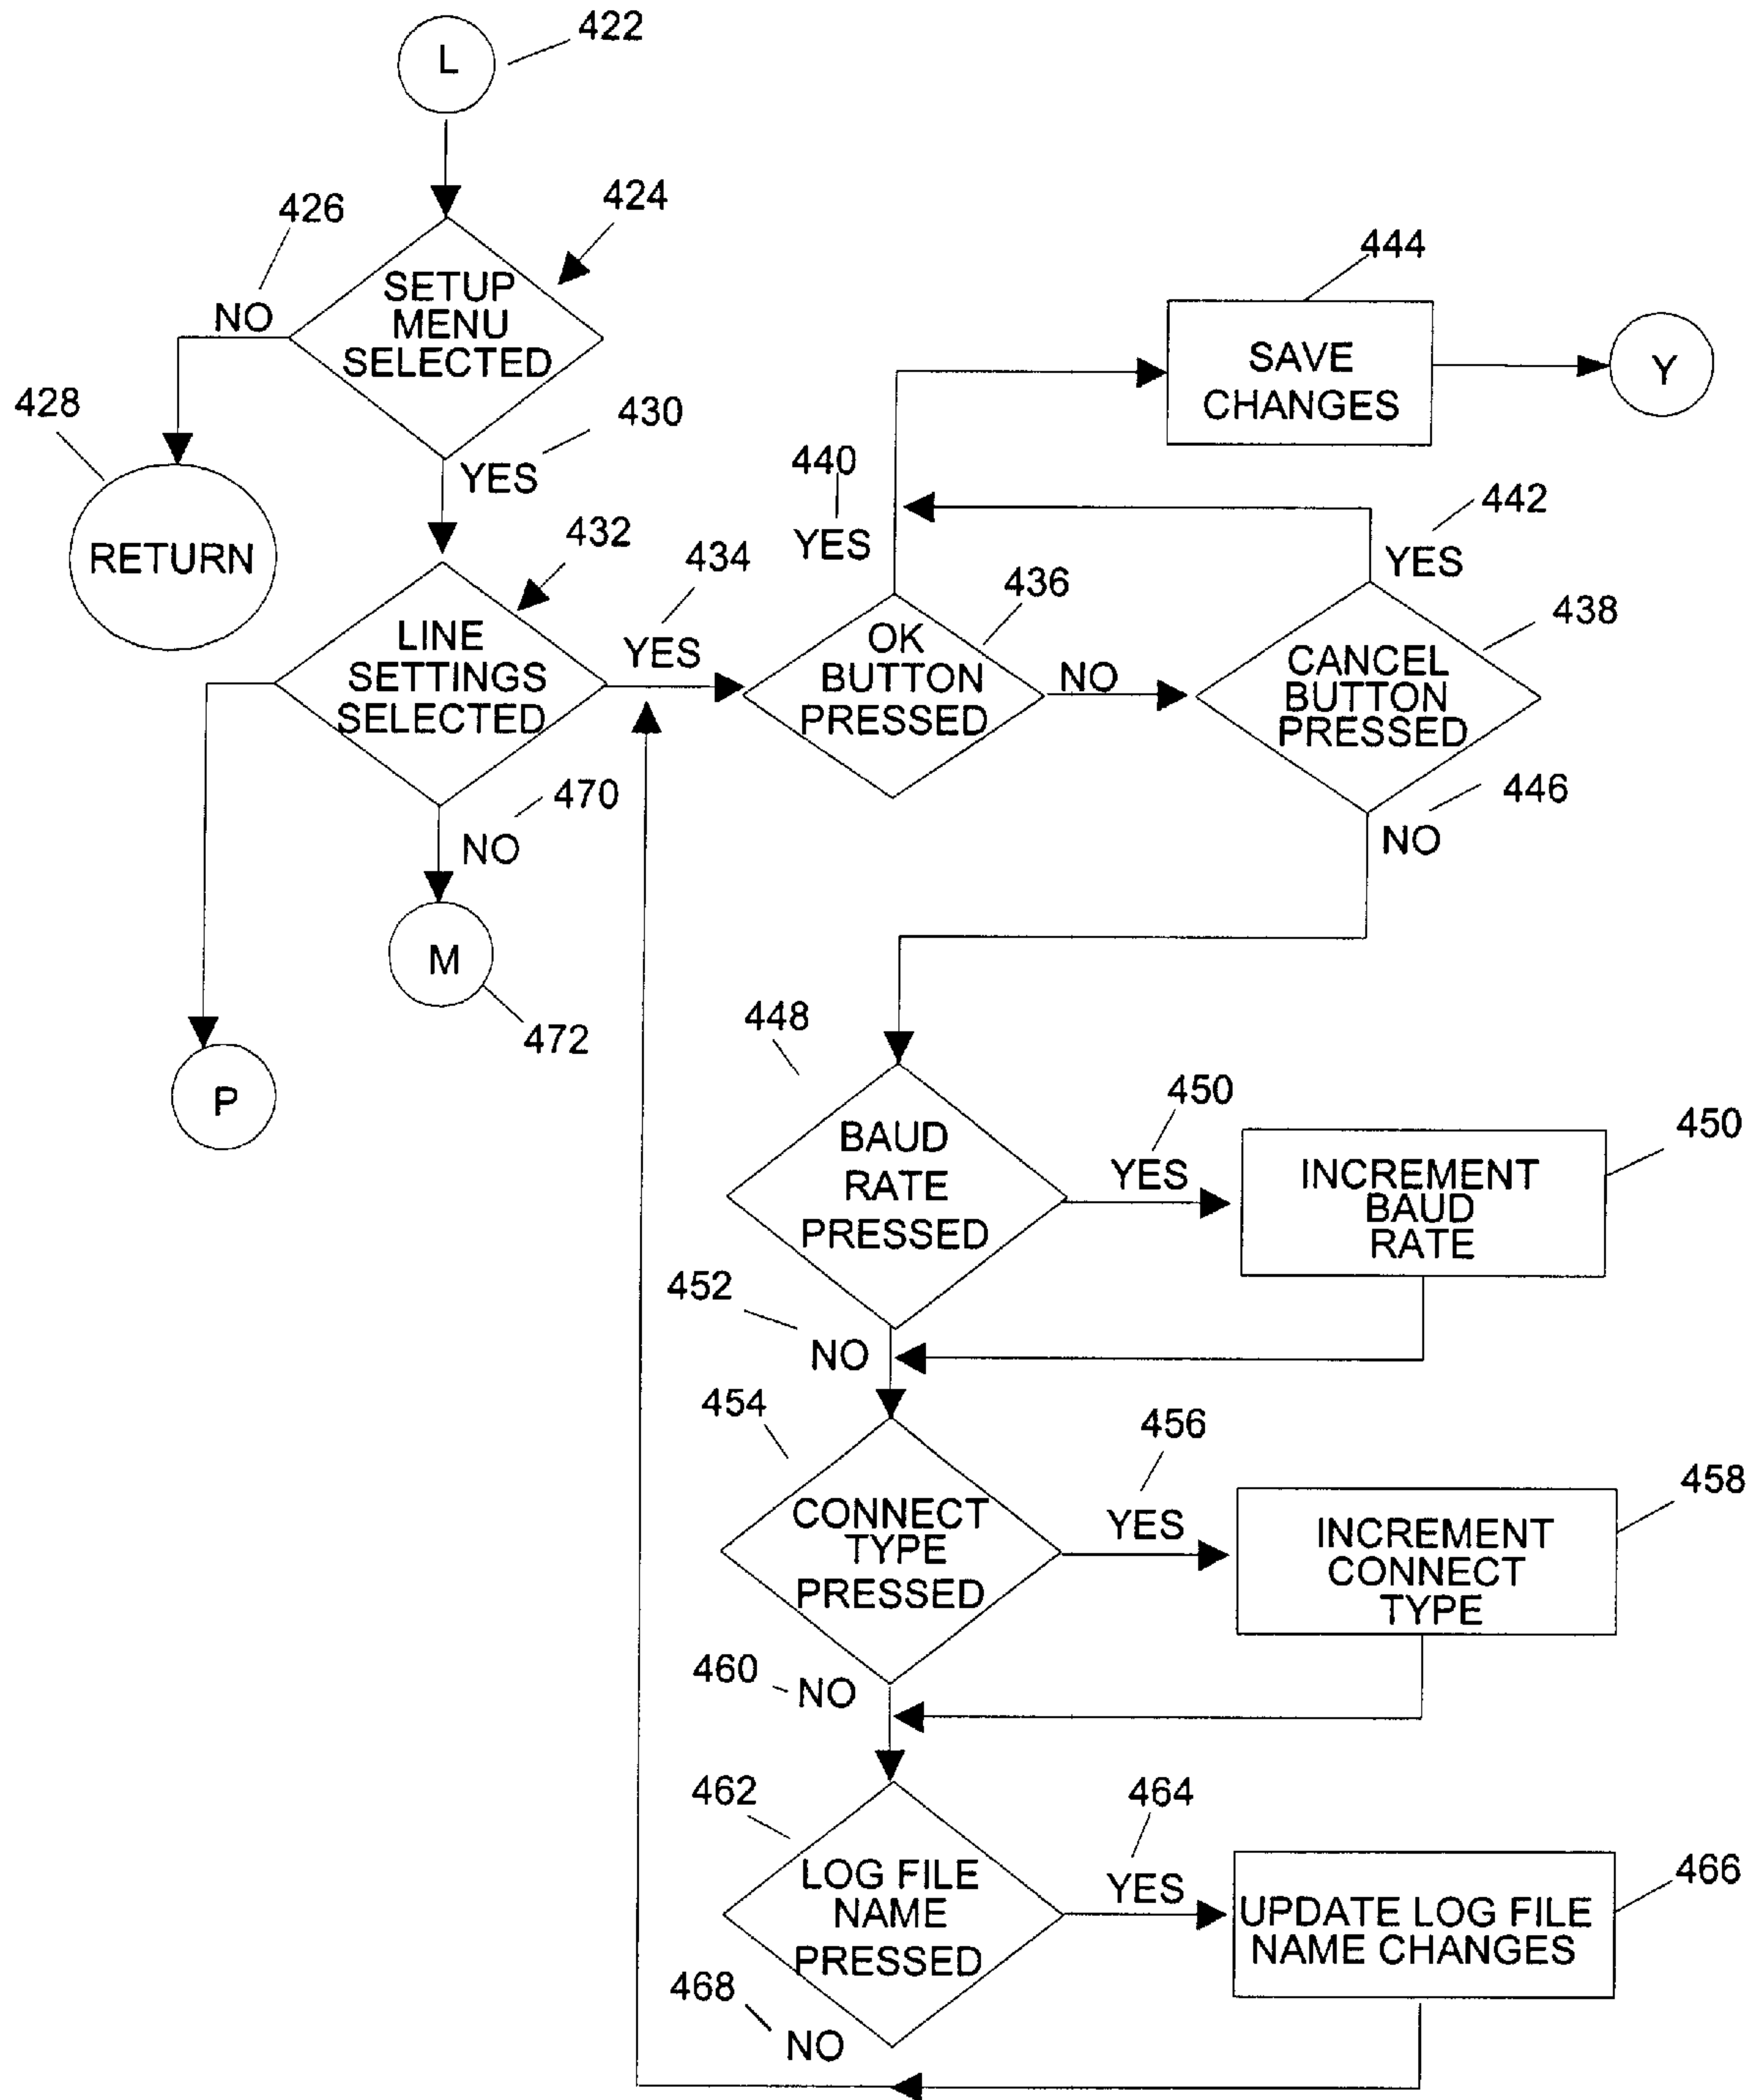 L
422
424
426
SETUP
MENU
SELECTED
NO
428
RETURN
430
YES
432
434
LINE
SETTINGS
SELECTED
YES
470
NO
M
472
P
444
SAVE
CHANGES
Y
440
YES
442
YES
436
OK
BUTTON
PRESSED
NO
438
CANCEL
BUTTON
PRESSED
446
NO
448
BAUD
RATE
PRESSED
450
YES
450
INCREMENT
BAUD
RATE
452
NO
454
CONNECT
TYPE
PRESSED
456
YES
458
INCREMENT
CONNECT
TYPE
460
NO
462
LOG FILE
NAME
PRESSED
464
YES
466
UPDATE LOG FILE
NAME CHANGES
468
NO